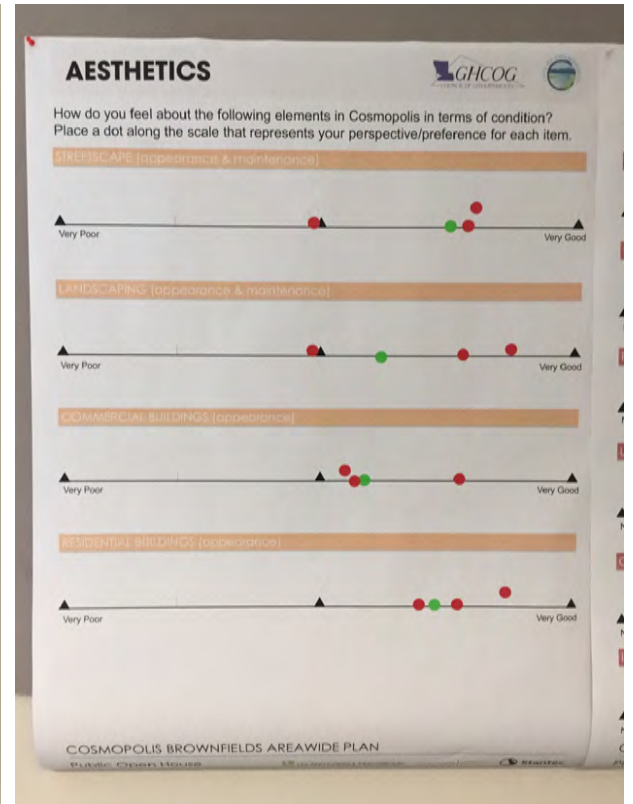 AESTHETICS
GHCOG
COUNCIL OF GOVERNMENTS
How do you feel about the following elements in Cosmopolis in terms of condition?
Place a dot along the scale that represents your perspective/preference for each item.
STREETSCAPE (appearance & maintenance)
Very Poor Very Good
LANDSCAPING (appearance & maintenance)
Very Poor Very Good
COMMERCIAL BUILDINGS (appearance)
Very Poor Very Good
RESIDENTIAL BUILDINGS (appearance)
Very Poor Very Good
COSMOPOLIS BROWNFIELDS AREAWIDE PLAN
Public Open House Stantec